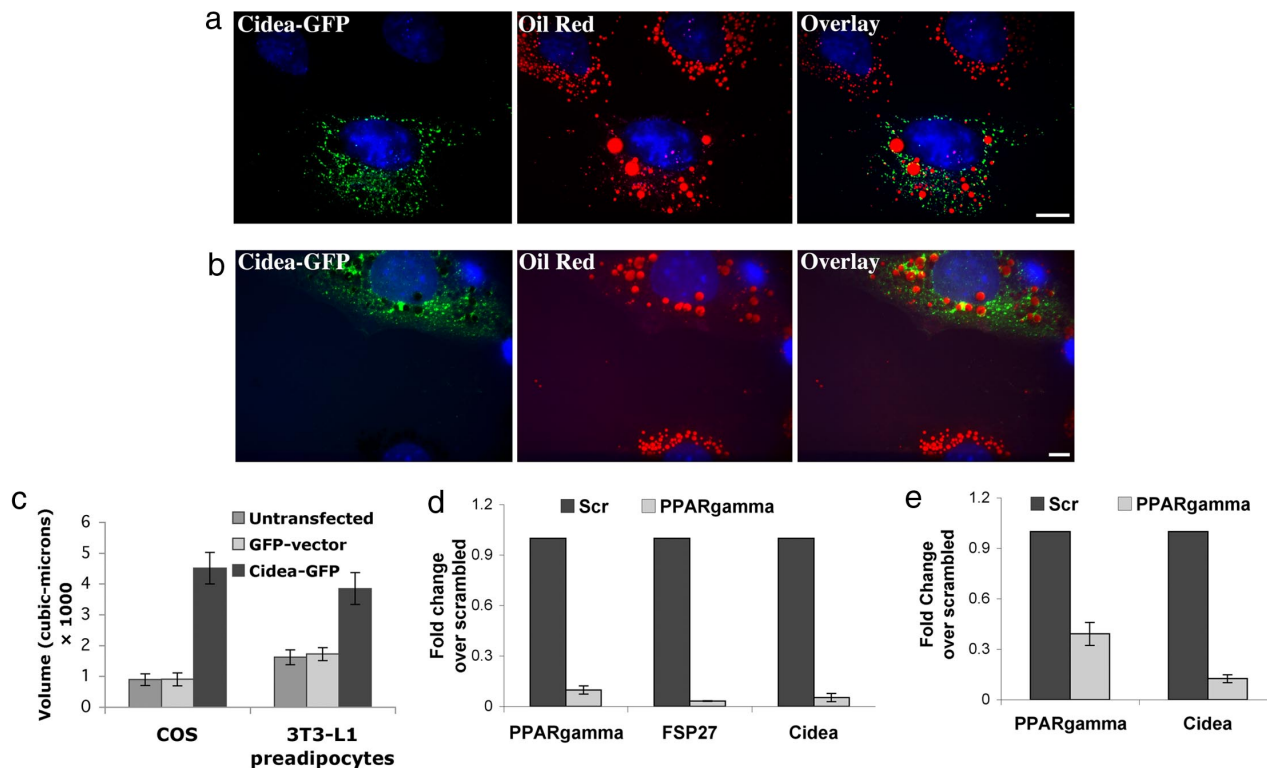 a
Cidea-GFP
Oil Red
Overlay
b
Cidea-GFP
Oil Red
Overlay
c
Volume (cubic-microns)
× 1000
6
5
4
3
2
1
0
Untransfected
GFP-vector
Cidea-GFP
COS
3T3-L1
preadipocytes
d
Fold change
over scrambled
1.2
0.9
0.6
0.3
0
Scr
PPARgamma
PPARgamma
FSP27
Cidea
e
Fold Change
over scrambled
1.2
0.9
0.6
0.3
0
Scr
PPARgamma
PPARgamma
Cidea